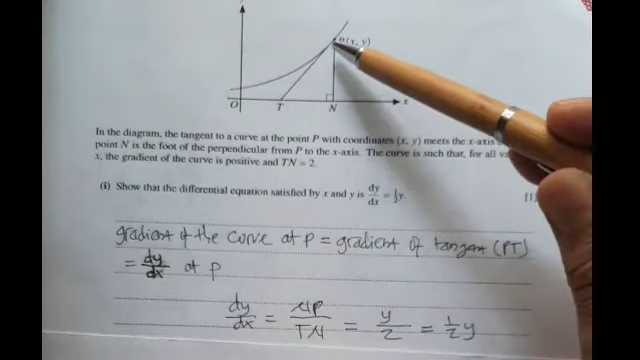 (x, y)
O T N x
In the diagram, the tangent to a curve at the point P with coordinates (x, y) meets the x-axis
point N is the foot of the perpendicular from P to the x-axis. The curve is such that, for all
x, the gradient of the curve is positive and TN = 2.
(i) Show that the differential equation satisfied by x and y is dy/dx = ½y. [1]
gradient of the curve at P = gradient of tangent (PT)
= dy/dx at P
dy/dx = NP/TN = y/2 = ½y